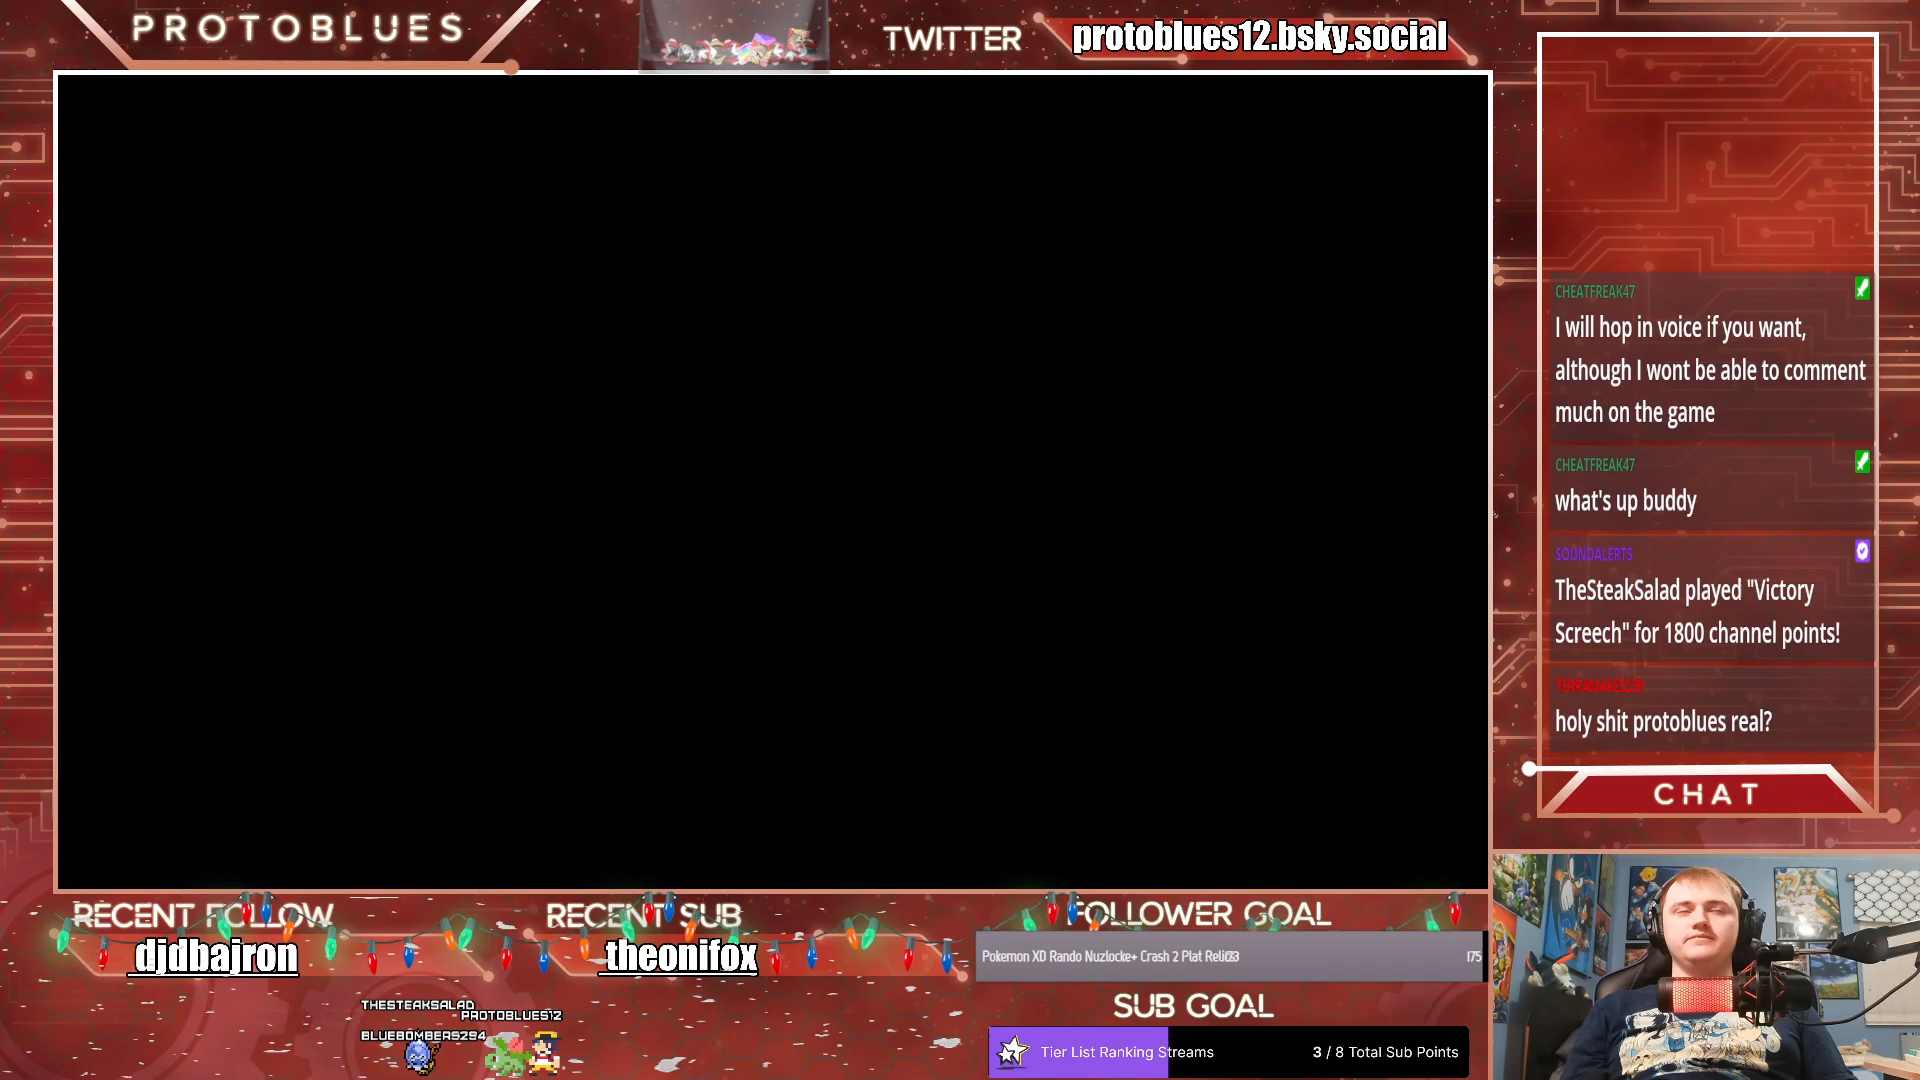 PROTOBLUES
TWITTER
protoblues12.bsky.social
CHEATFREAK47
I will hop in voice if you want,
although I wont be able to comment
much on the game
CHEATFREAK47
what's up buddy
SOUNDALERTS
TheSteakSalad played "Victory
Screech" for 1800 channel points!
holy shit protoblues real?
CHAT
RECENT FOLLOW
djdbajron
RECENT SUB
theonifox
FOLLOWER GOAL
Pokemon XD Rando Nuzlocke+ Crash 2 Plat
175
SUB GOAL
Tier List Ranking Streams
3 / 8 Total Sub Points
THESTEAKSALAD
PROTOBLUES12
BLUEBOMBER5294